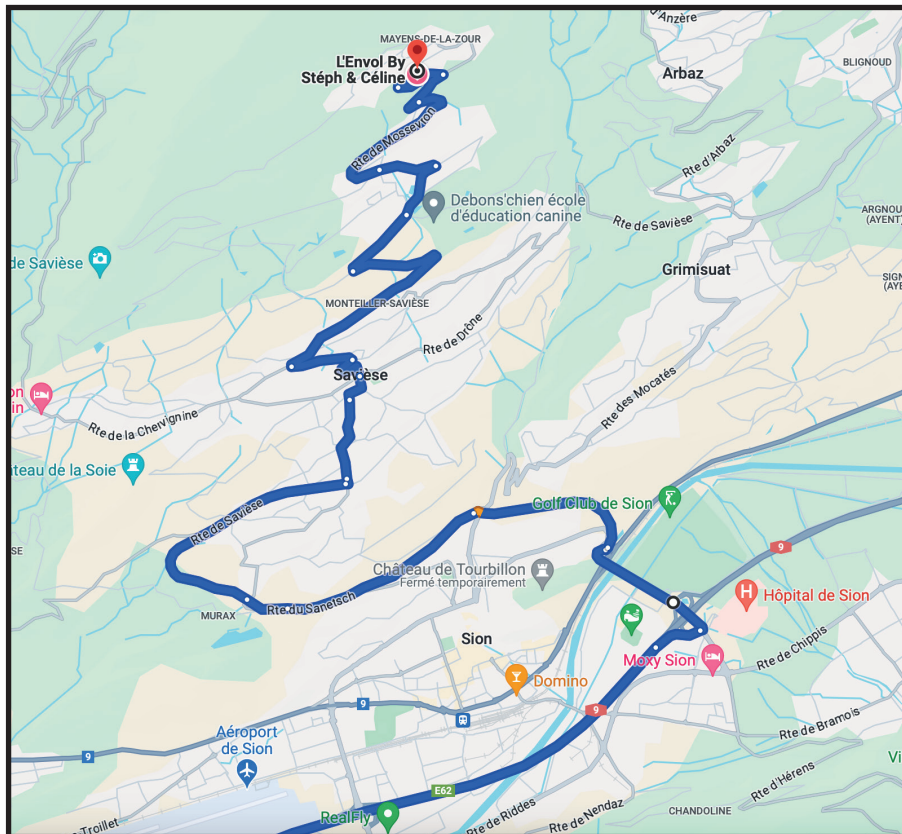 d'Anzère
MAYENS-DE-LA-ZOUR
L'Envol By
Stéph & Céline
Arbaz
BLIGNOUD
Rte de Mossevron
Rte d'Arbaz
Debons'chien école
d'éducation canine
Rte de Savièse
ARGNOU
(AYENT)
de Savièse
Grimisuat
SIGN
(AYE
MONTEILLER-SAVIÈSE
Rte de Drône
Savièse
on
in
Rte des Mocatés
Rte de la Chervignine
âteau de la Soie
Golf Club de Sion
Rte de Savièse
SE
9
Château de Tourbillon
Fermé temporairement
Hôpital de Sion
Rte du Sanetsch
MURAX
Sion
Moxy Sion
Rte de Chippis
Domino
9
9
Rte de Bramois
Aéroport
de Sion
9
Vi
E62
Rte d'Hérens
RealFly
Rte de Riddes
Rte de Nendaz
CHANDOLINE
e Troillet